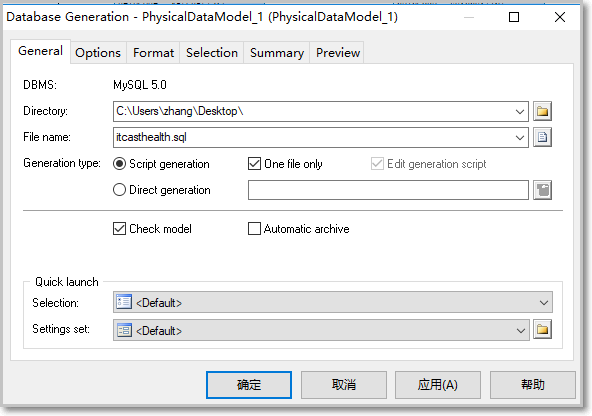 Database Generation - PhysicalDataModel_1 (PhysicalDataModel_1)
General Options Format Selection Summary Preview
DBMS: MySQL 5.0
Directory: C:\Users\zhang\Desktop\
File name: itcasthealth.sql
Generation type: Script generation One file only Edit generation script
Direct generation
Check model Automatic archive
Quick launch
Selection: <Default>
Settings set: <Default>
确定 取消 应用(A) 帮助